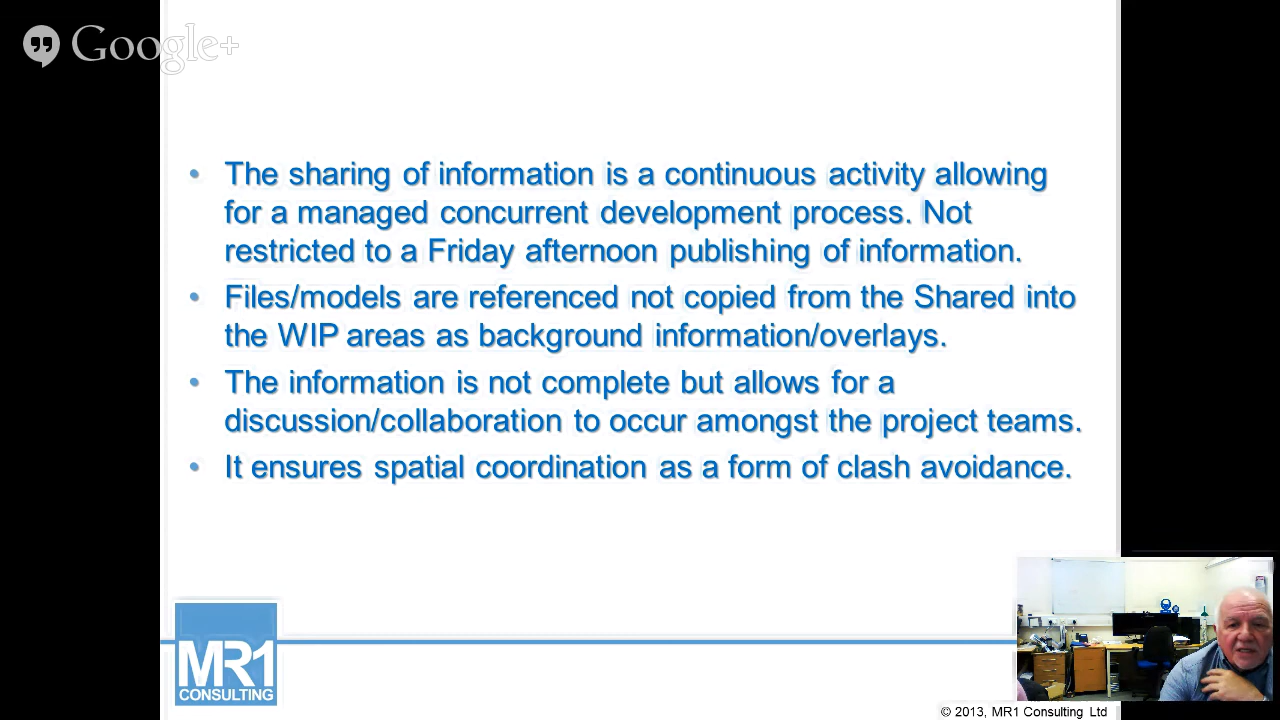 Google+
• The sharing of information is a continuous activity allowing
for a managed concurrent development process. Not
restricted to a Friday afternoon publishing of information.
• Files/models are referenced not copied from the Shared into
the WIP areas as background information/overlays.
• The information is not complete but allows for a
discussion/collaboration to occur amongst the project teams.
• It ensures spatial coordination as a form of clash avoidance.
MR1
CONSULTING
© 2013, MR1 Consulting Ltd